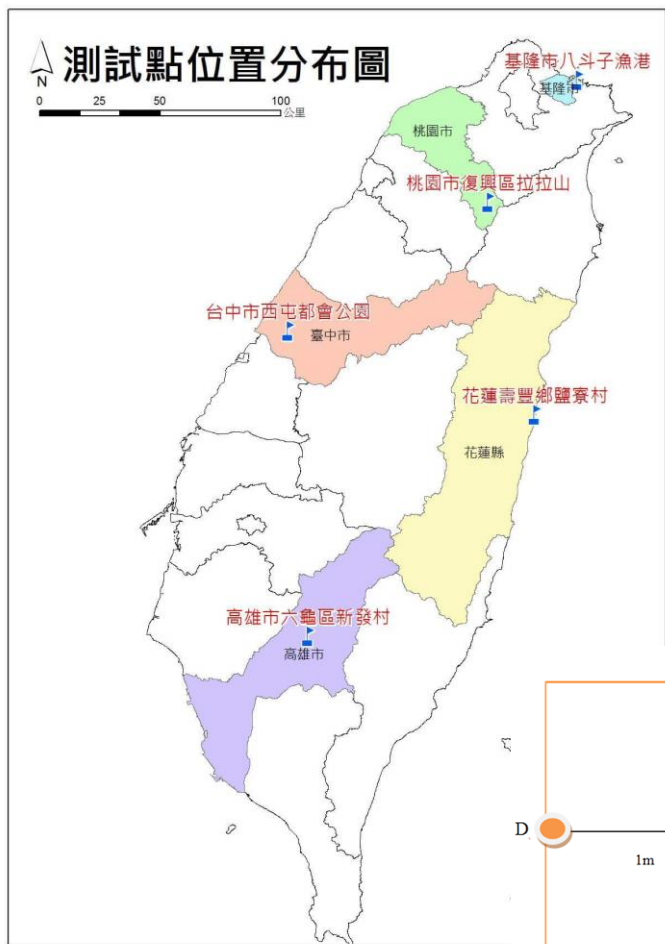 測試點位置分布圖
N
0 25 50 100
公里
基隆市八斗子漁港
基隆市
桃園市
桃園市復興區拉拉山
台中市西屯都會公園
臺中市
花蓮壽豐鄉鹽寮村
花蓮縣
高雄市六龜區新發村
高雄市
D
1m